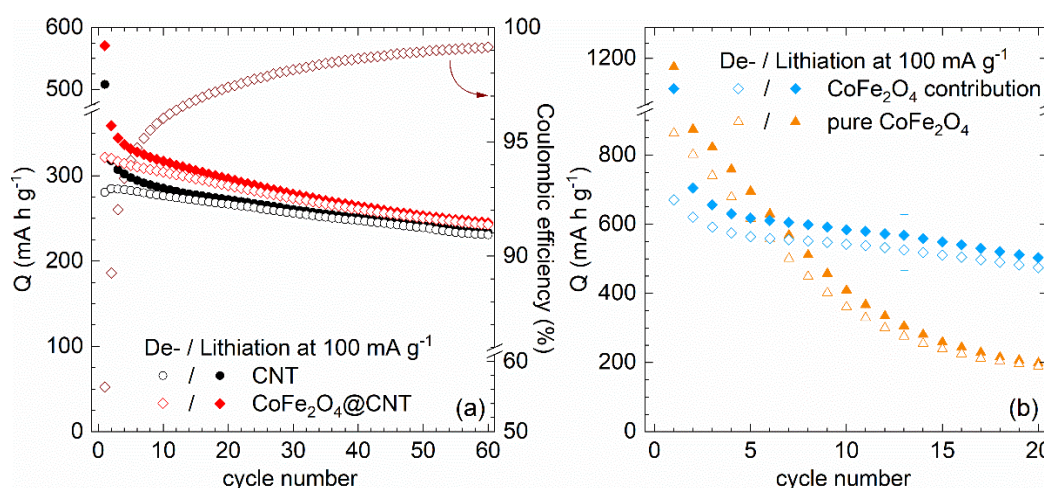 600
500
300
200
100
0
Q (mA h g⁻¹)
0 10 20 30 40 50 60
cycle number
100
95
90
60
50
Coulombic efficiency (%)
De- / Lithiation at 100 mA g⁻¹
/ CNT
/ CoFe₂O₄@CNT
(a)
1200
800
600
400
200
0
Q (mA h g⁻¹)
0 5 10 15 20
cycle number
De- / Lithiation at 100 mA g⁻¹
/ CoFe₂O₄ contribution
/ pure CoFe₂O₄
(b)